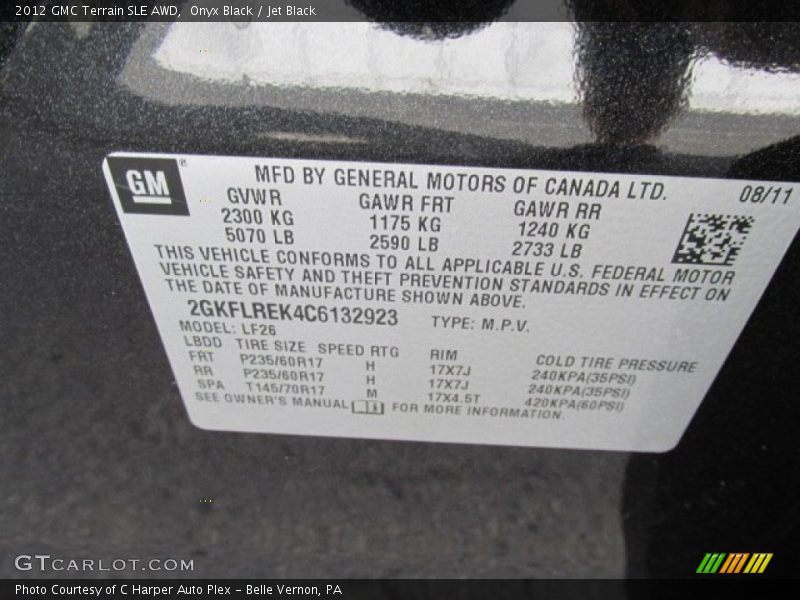 2012 GMC Terrain SLE AWD,  Onyx Black / Jet Black
GM®
MFD BY GENERAL MOTORS OF CANADA LTD. 08/11
GVWR GAWR FRT GAWR RR
2300 KG 1175 KG 1240 KG
5070 LB 2590 LB 2733 LB
THIS VEHICLE CONFORMS TO ALL APPLICABLE U.S. FEDERAL MOTOR
VEHICLE SAFETY AND THEFT PREVENTION STANDARDS IN EFFECT ON
THE DATE OF MANUFACTURE SHOWN ABOVE.
2GKFLREK4C6132923 TYPE: M.P.V.
MODEL: LF26
LBDD TIRE SIZE SPEED RTG RIM COLD TIRE PRESSURE
FRT P235/60R17 H 17X7J 240KPA(35PSI)
RR P235/60R17 H 17X7J 240KPA(35PSI)
SPA T145/70R17 M 17X4.5T 420KPA(60PSI)
SEE OWNER'S MANUAL FOR MORE INFORMATION.
GTCARLOT.COM
Photo Courtesy of C Harper Auto Plex - Belle Vernon, PA